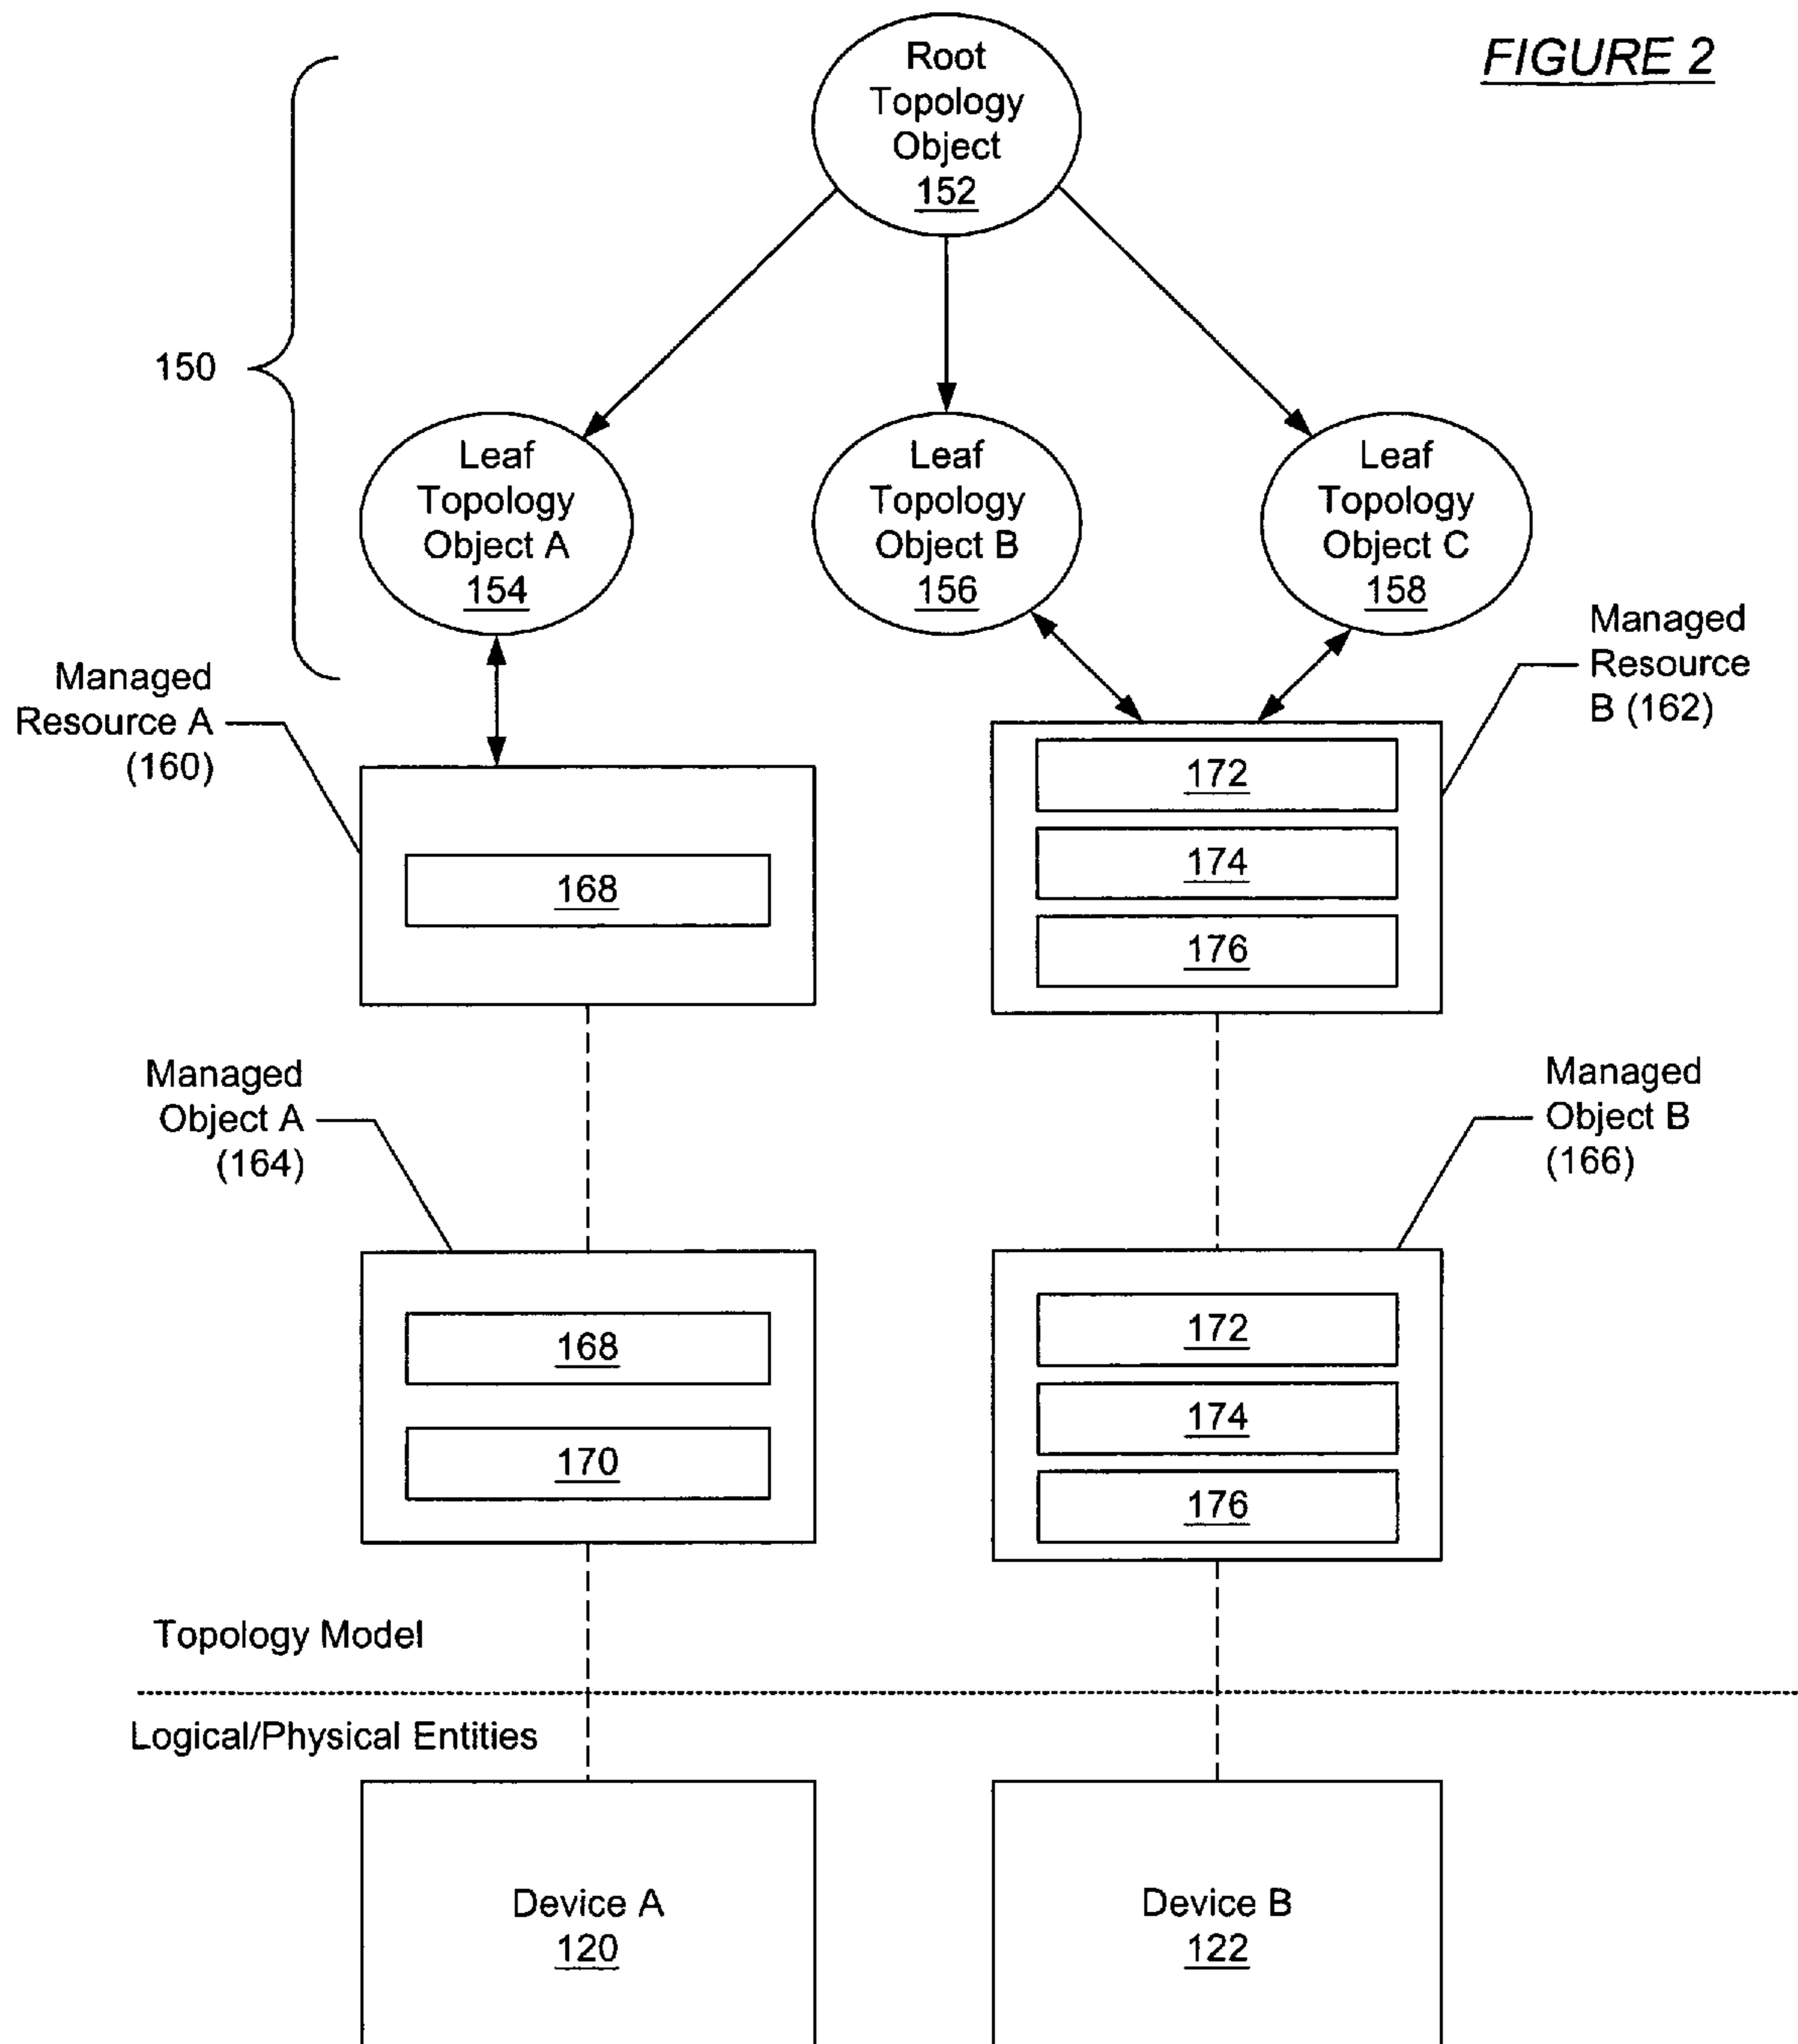 FIGURE 2
Root
Topology
Object
152
150
Leaf
Topology
Object A
154
Leaf
Topology
Object B
156
Leaf
Topology
Object C
158
Managed
Resource A
(160)
Managed
Resource
B (162)
168
172
174
176
Managed
Object A
(164)
Managed
Object B
(166)
168
170
172
174
176
Topology Model
Logical/Physical Entities
Device A
120
Device B
122